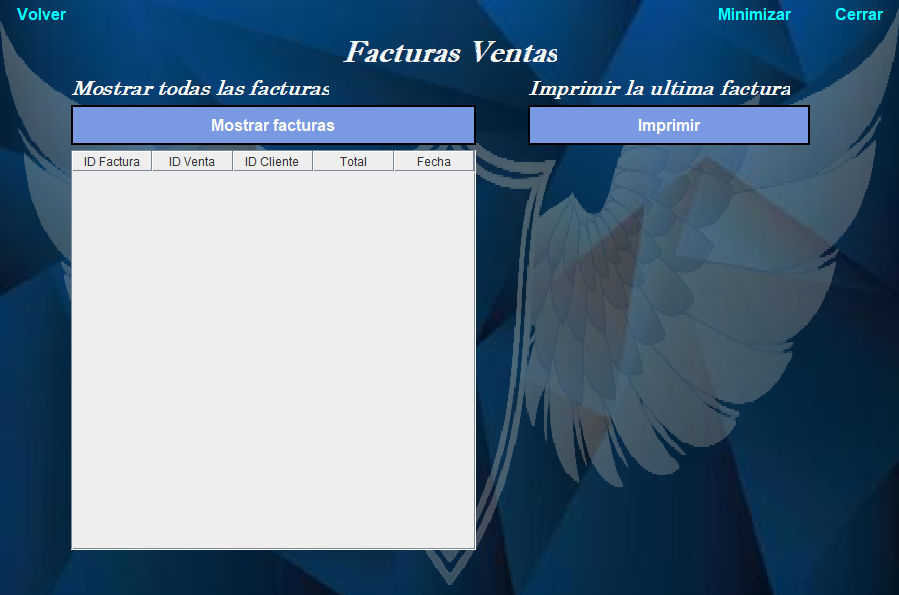 Volver
Minimizar
Cerrar
Facturas Ventas
Mostrar todas las facturas
Imprimir la ultima factura
Mostrar facturas
Imprimir
ID Factura
ID Venta
ID Cliente
Total
Fecha